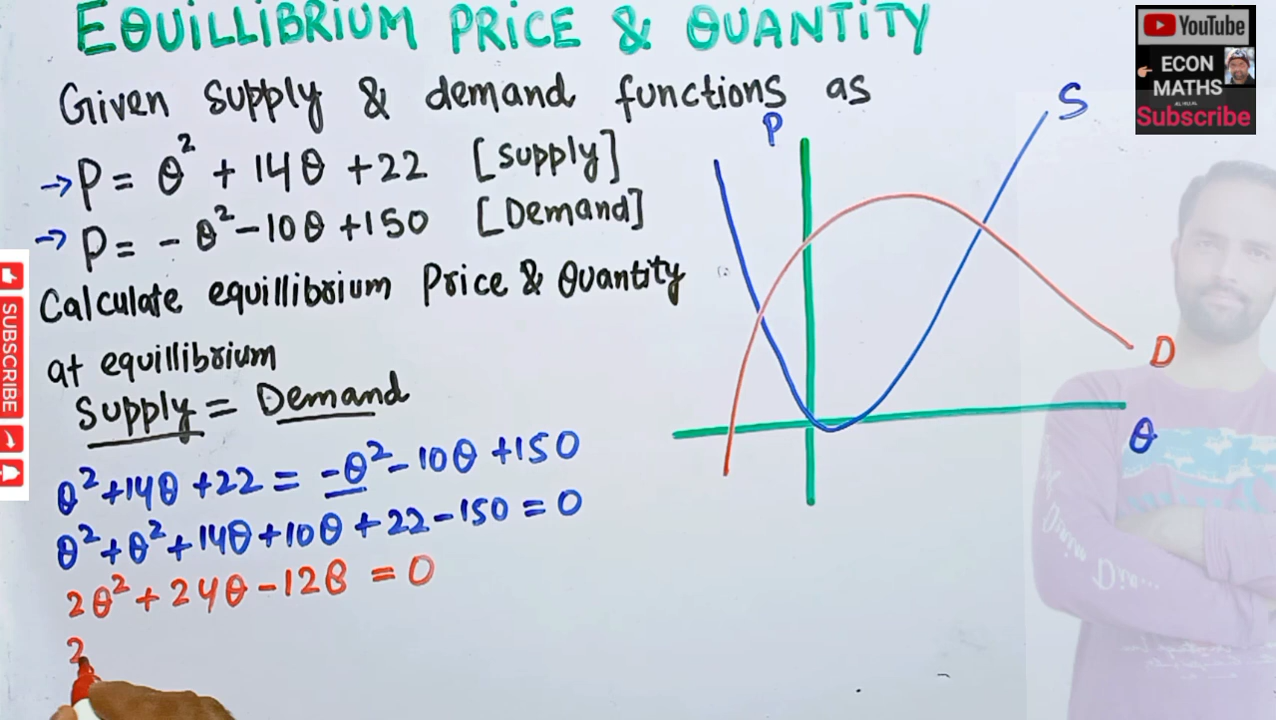 EQUILLIBRIUM PRICE & QUANTITY
Given supply & demand functions as
→ P = Q² + 14Q + 22 [supply]
→ P = - Q² - 10Q + 150 [Demand]
Calculate equillibrium Price & Quantity
at equillibrium
Supply = Demand
Q² + 14Q + 22 = -Q² - 10Q + 150
Q² + Q² + 14Q + 10Q + 22 - 150 = 0
2Q² + 24Q - 128 = 0
2
P
S
D
Q
YouTube
ECON
MATHS
Subscribe
SUBSCRIBE